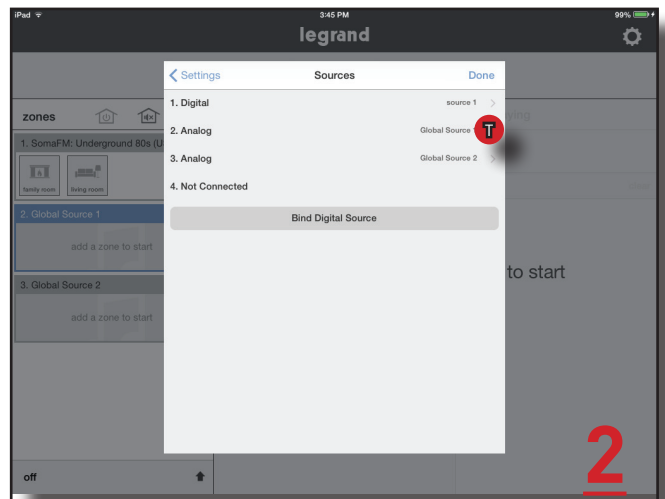 iPad 3:45 PM 99%
legrand
Settings Sources Done
zones
1. Digital source 1
2. Analog Global Source T
3. Analog Global Source 2
4. Not Connected
Bind Digital Source
1. SomaFM: Underground 80s (U
family room living room
2. Global Source 1
add a zone to start
3. Global Source 2
add a zone to start
to start
off
2